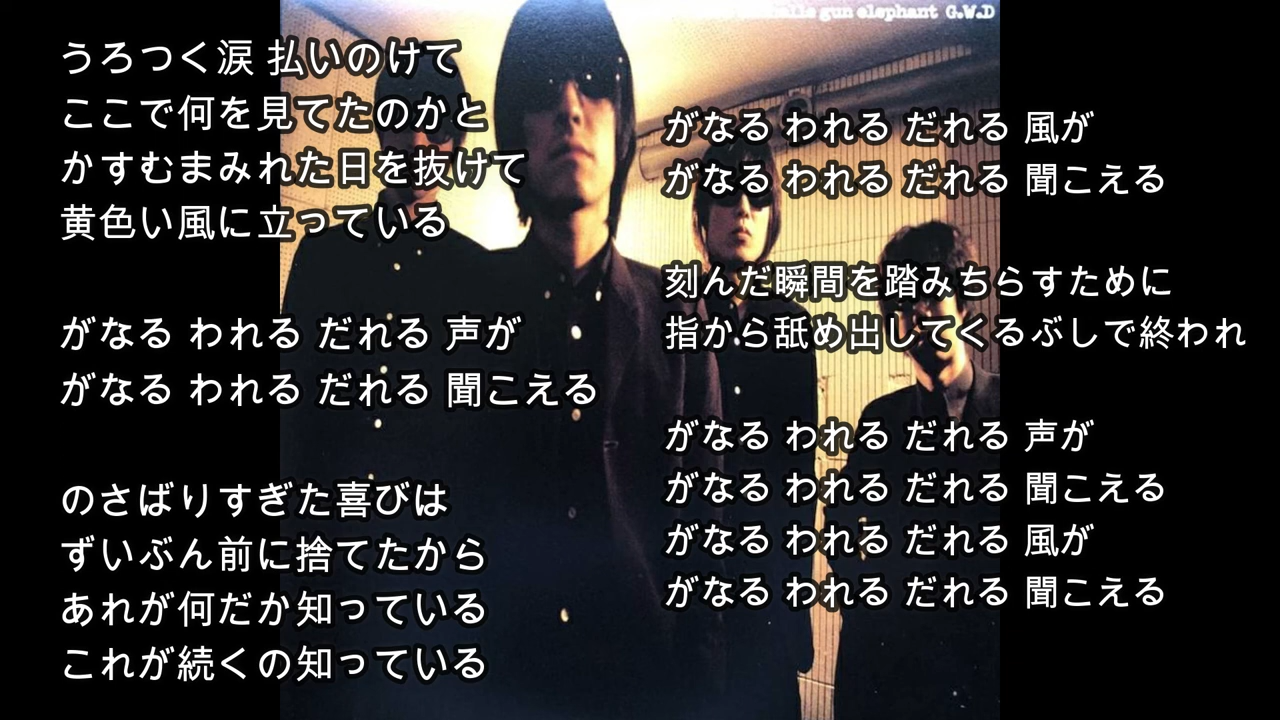 elle gun elephant G.W.D
うろつく涙 払いのけて
ここで何を見てたのかと
かすむまみれた日を抜けて
黄色い風に立っている
がなる われる だれる 声が
がなる われる だれる 聞こえる
のさばりすぎた喜びは
ずいぶん前に捨てたから
あれが何だか知っている
これが続くの知っている
がなる われる だれる 風が
がなる われる だれる 聞こえる
刻んだ瞬間を踏みちらすために
指から舐め出してくるぶしで終われ
がなる われる だれる 声が
がなる われる だれる 聞こえる
がなる われる だれる 風が
がなる われる だれる 聞こえる